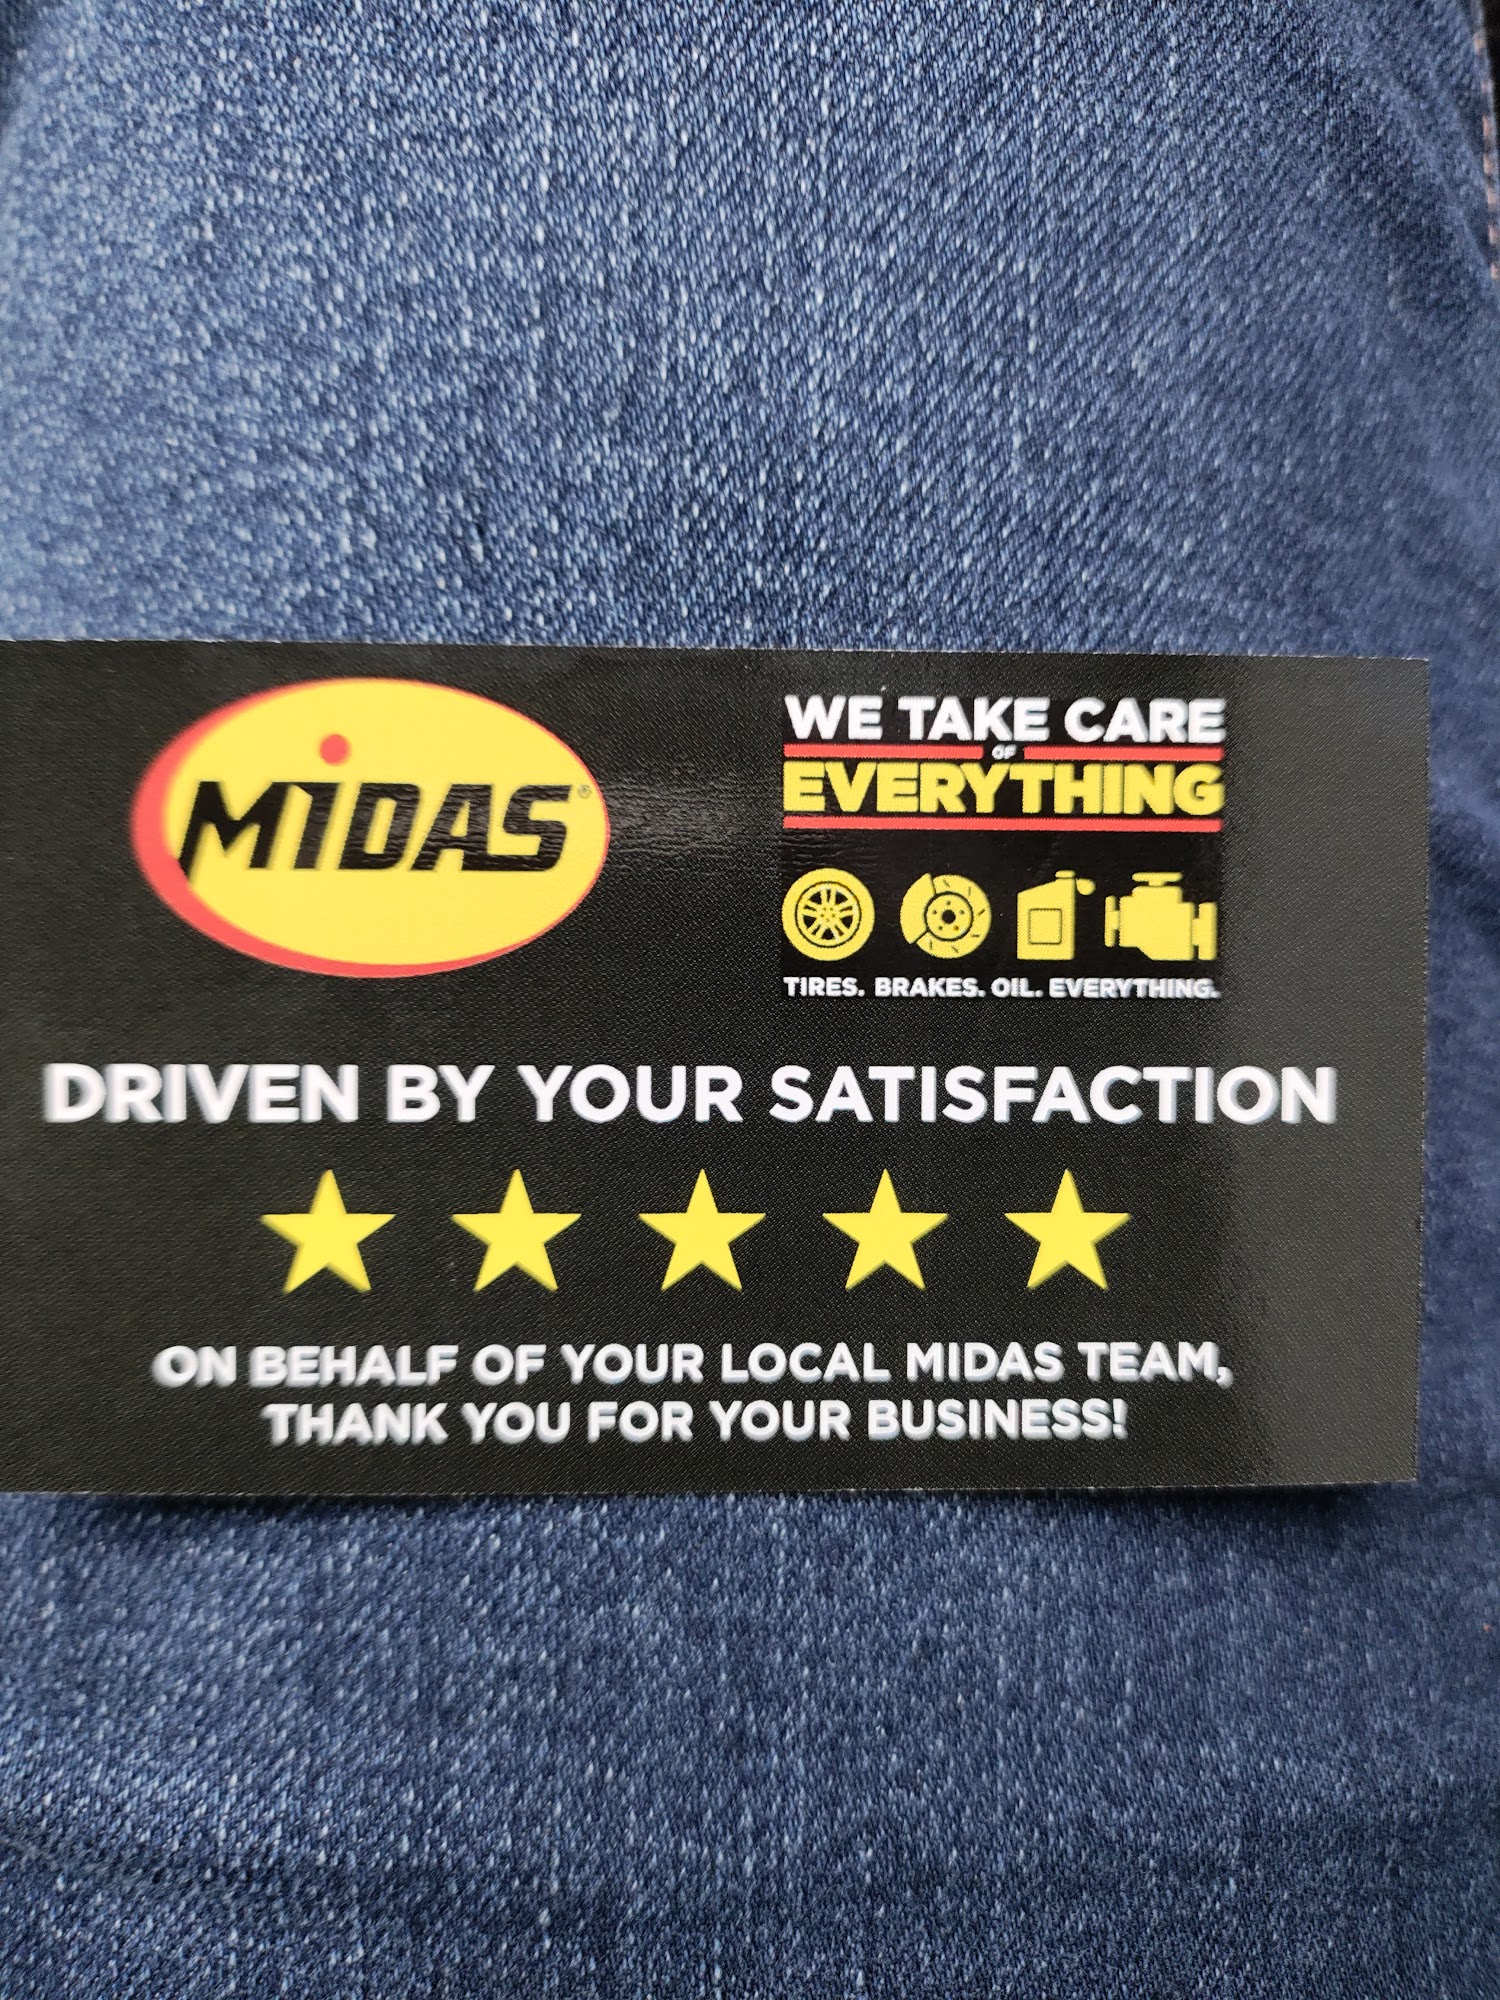 MiDAS®
WE TAKE CARE
OF
EVERYTHING
TIRES. BRAKES. OIL. EVERYTHING.
DRIVEN BY YOUR SATISFACTION
ON BEHALF OF YOUR LOCAL MIDAS TEAM,
THANK YOU FOR YOUR BUSINESS!